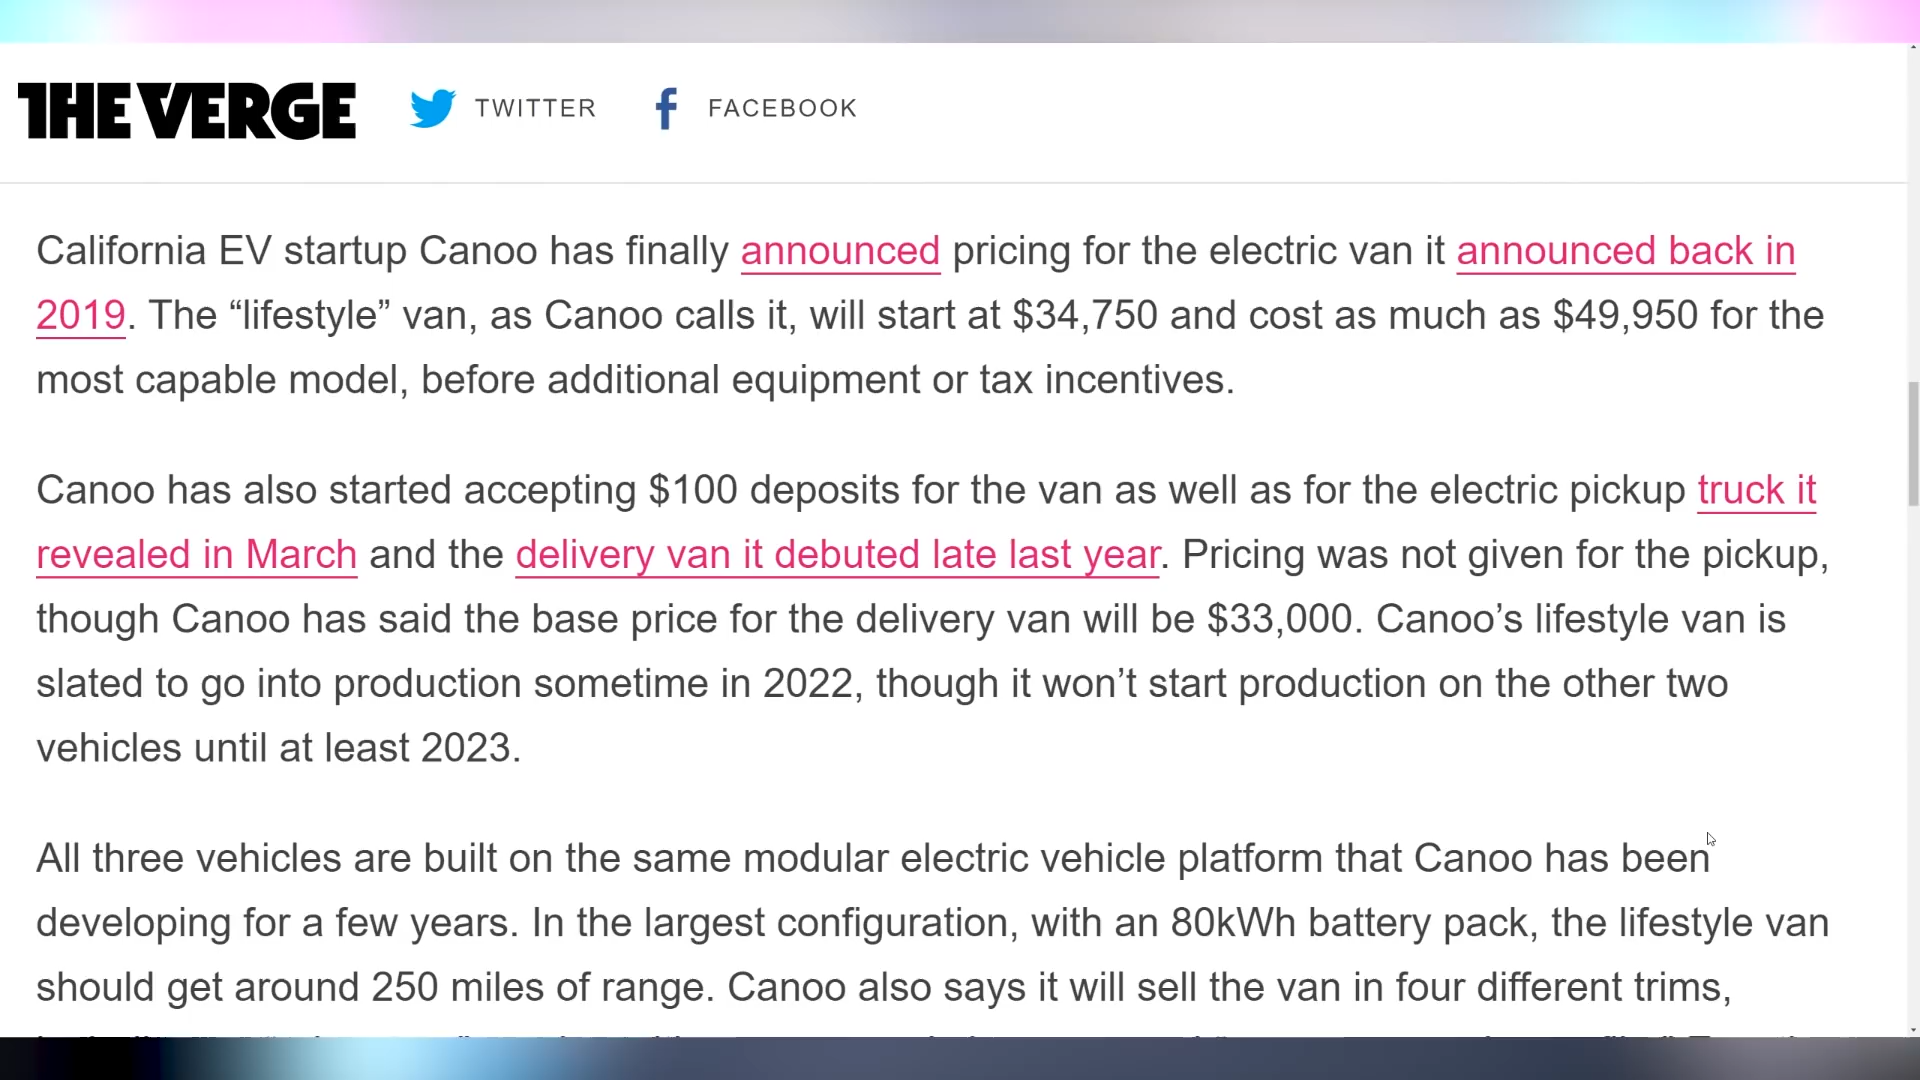 THE VERGE TWITTER FACEBOOK
California EV startup Canoo has finally announced pricing for the electric van it announced back in
2019. The “lifestyle” van, as Canoo calls it, will start at $34,750 and cost as much as $49,950 for the
most capable model, before additional equipment or tax incentives.
Canoo has also started accepting $100 deposits for the van as well as for the electric pickup truck it
revealed in March and the delivery van it debuted late last year. Pricing was not given for the pickup,
though Canoo has said the base price for the delivery van will be $33,000. Canoo’s lifestyle van is
slated to go into production sometime in 2022, though it won’t start production on the other two
vehicles until at least 2023.
All three vehicles are built on the same modular electric vehicle platform that Canoo has been
developing for a few years. In the largest configuration, with an 80kWh battery pack, the lifestyle van
should get around 250 miles of range. Canoo also says it will sell the van in four different trims,